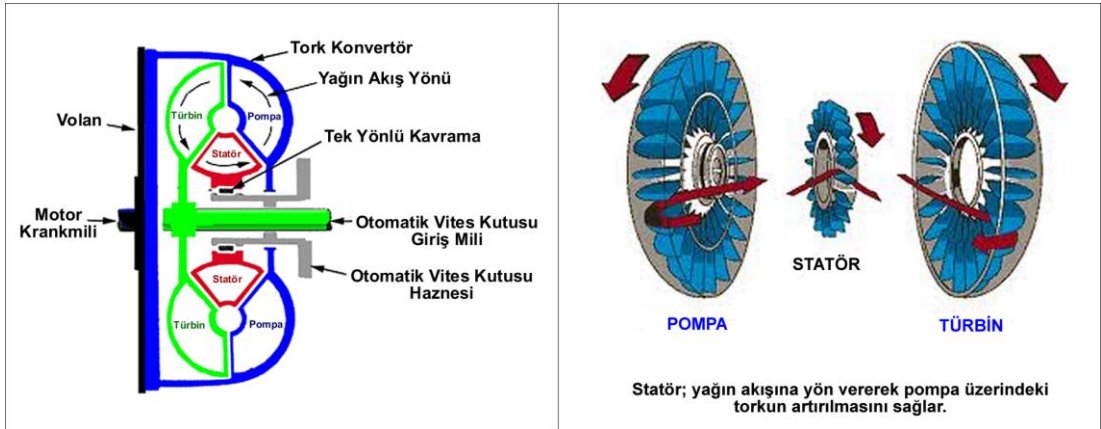 Tork Konvertör
Yağın Akış Yönü
Volan
Türbin
Pompa
Tek Yönlü Kavrama
Statör
Motor
Krankmili
Otomatik Vites Kutusu
Giriş Mili
Otomatik Vites Kutusu
Haznesi
Statör
Türbin
Pompa
STATÖR
POMPA
TÜRBİN
Statör; yağın akışına yön vererek pompa üzerindeki
torkun artırılmasını sağlar.